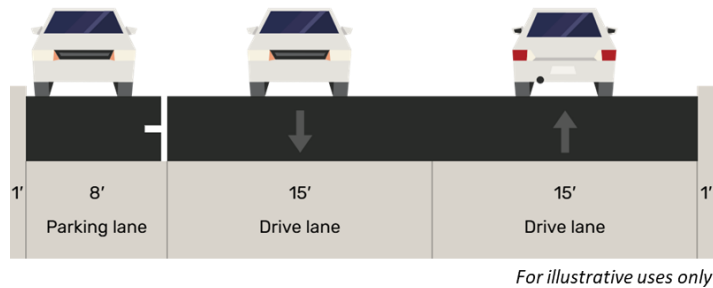 1’ 8’ 15’ 15’ 1’
Parking lane Drive lane Drive lane
For illustrative uses only